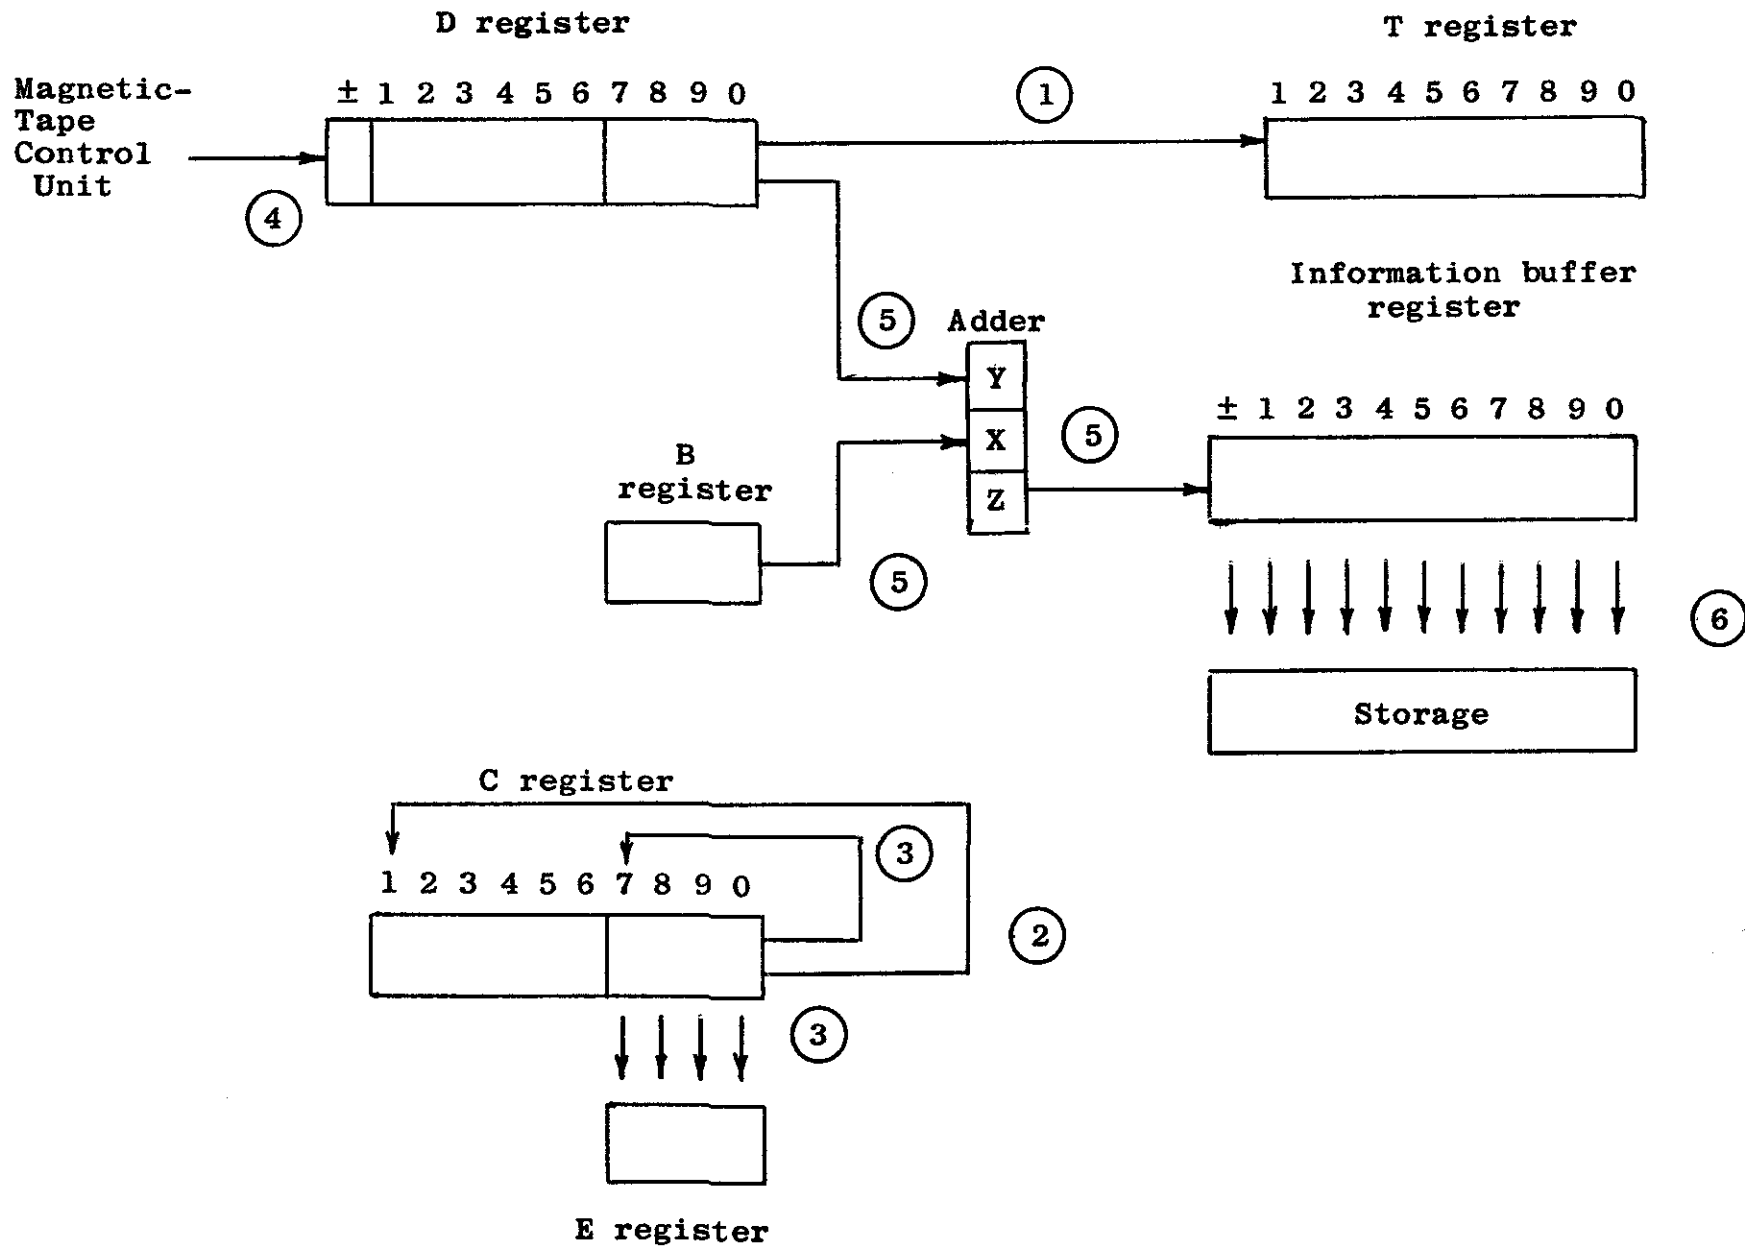 D register
T register
Magnetic-
Tape
Control
Unit
± 1 2 3 4 5 6 7 8 9 0
①
1 2 3 4 5 6 7 8 9 0
④
Information buffer
register
⑤
Adder
Y
± 1 2 3 4 5 6 7 8 9 0
⑤
X
B
register
Z
⑤
⑥
Storage
C register
③
1 2 3 4 5 6 7 8 9 0
②
③
E register